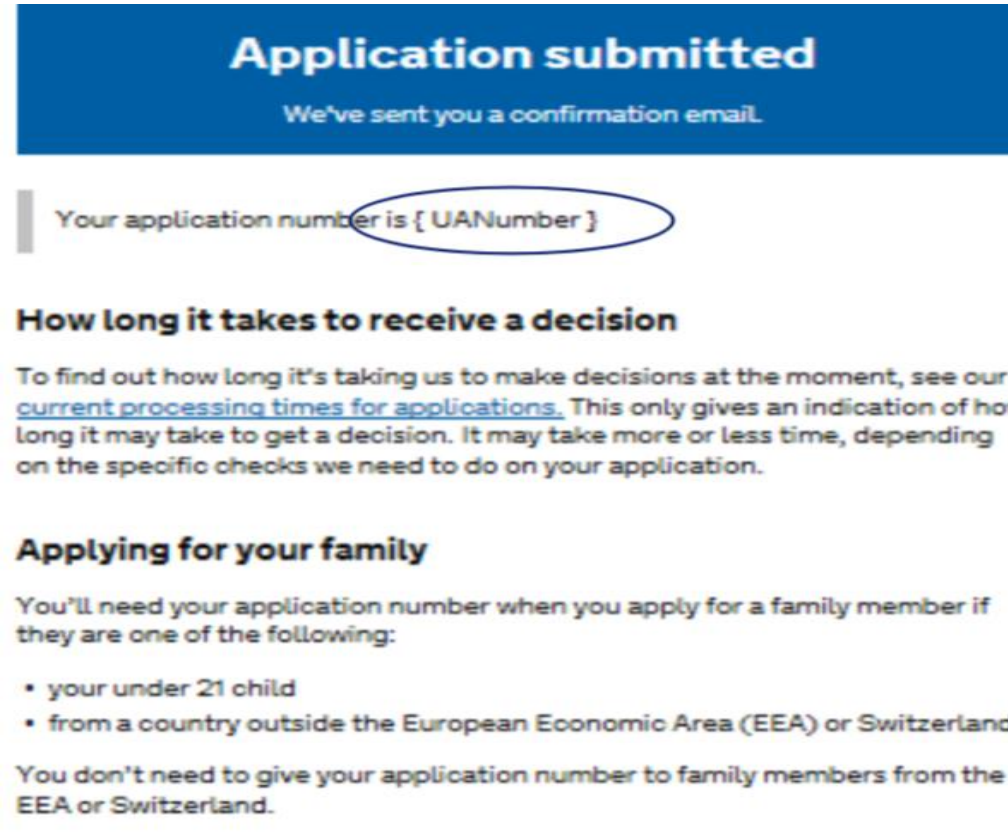 Application submitted
We've sent you a confirmation email.
Your application number is { UANumber }
How long it takes to receive a decision
To find out how long it's taking us to make decisions at the moment, see our
current processing times for applications. This only gives an indication of ho
long it may take to get a decision. It may take more or less time, depending
on the specific checks we need to do on your application.
Applying for your family
You'll need your application number when you apply for a family member if
they are one of the following:
• your under 21 child
• from a country outside the European Economic Area (EEA) or Switzerland
You don't need to give your application number to family members from the
EEA or Switzerland.